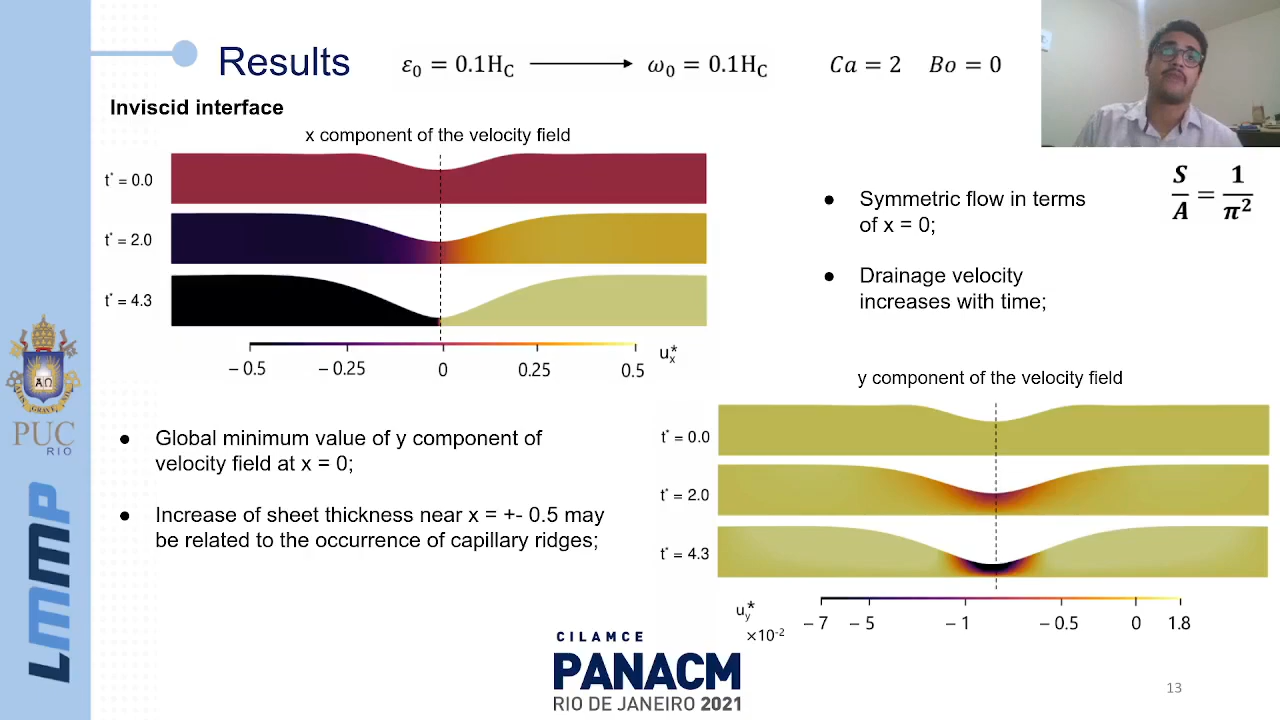 Results
ε₀ = 0.1H_C ⟶ ω₀ = 0.1H_C
Ca = 2 Bo = 0
Inviscid interface
x component of the velocity field
t* = 0.0
t* = 2.0
t* = 4.3
− 0.5 − 0.25 0 0.25 0.5
u*ₓ
S/A = 1/π²
● Symmetric flow in terms
of x = 0;
● Drainage velocity
increases with time;
● Global minimum value of y component of
velocity field at x = 0;
● Increase of sheet thickness near x = +- 0.5 may
be related to the occurrence of capillary ridges;
y component of the velocity field
t* = 0.0
t* = 2.0
t* = 4.3
u*_y
×10⁻²
− 7 − 5 − 1 − 0.5 0 1.8
ALIS GRAVE NIL
PUC
RIO
LMMP
CILAMCE
PANACM
RIO DE JANEIRO 2021
13